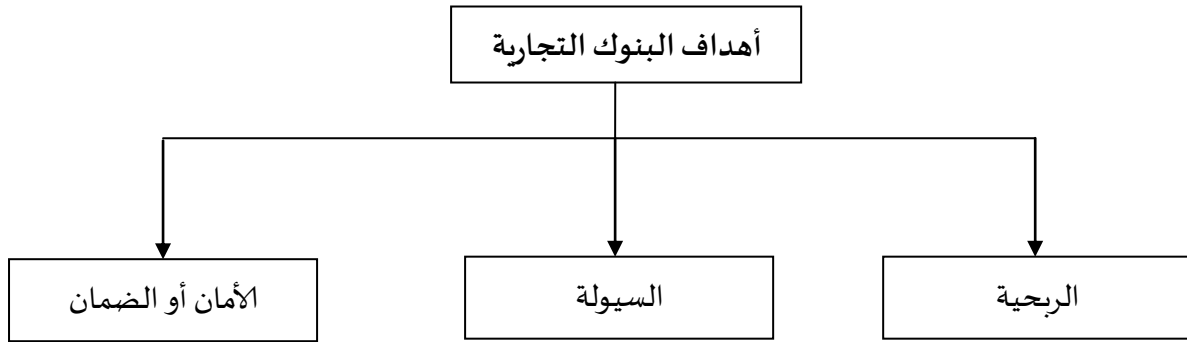 أهداف البنوك التجارية
الربحية
السيولة
الأمان أو الضمان